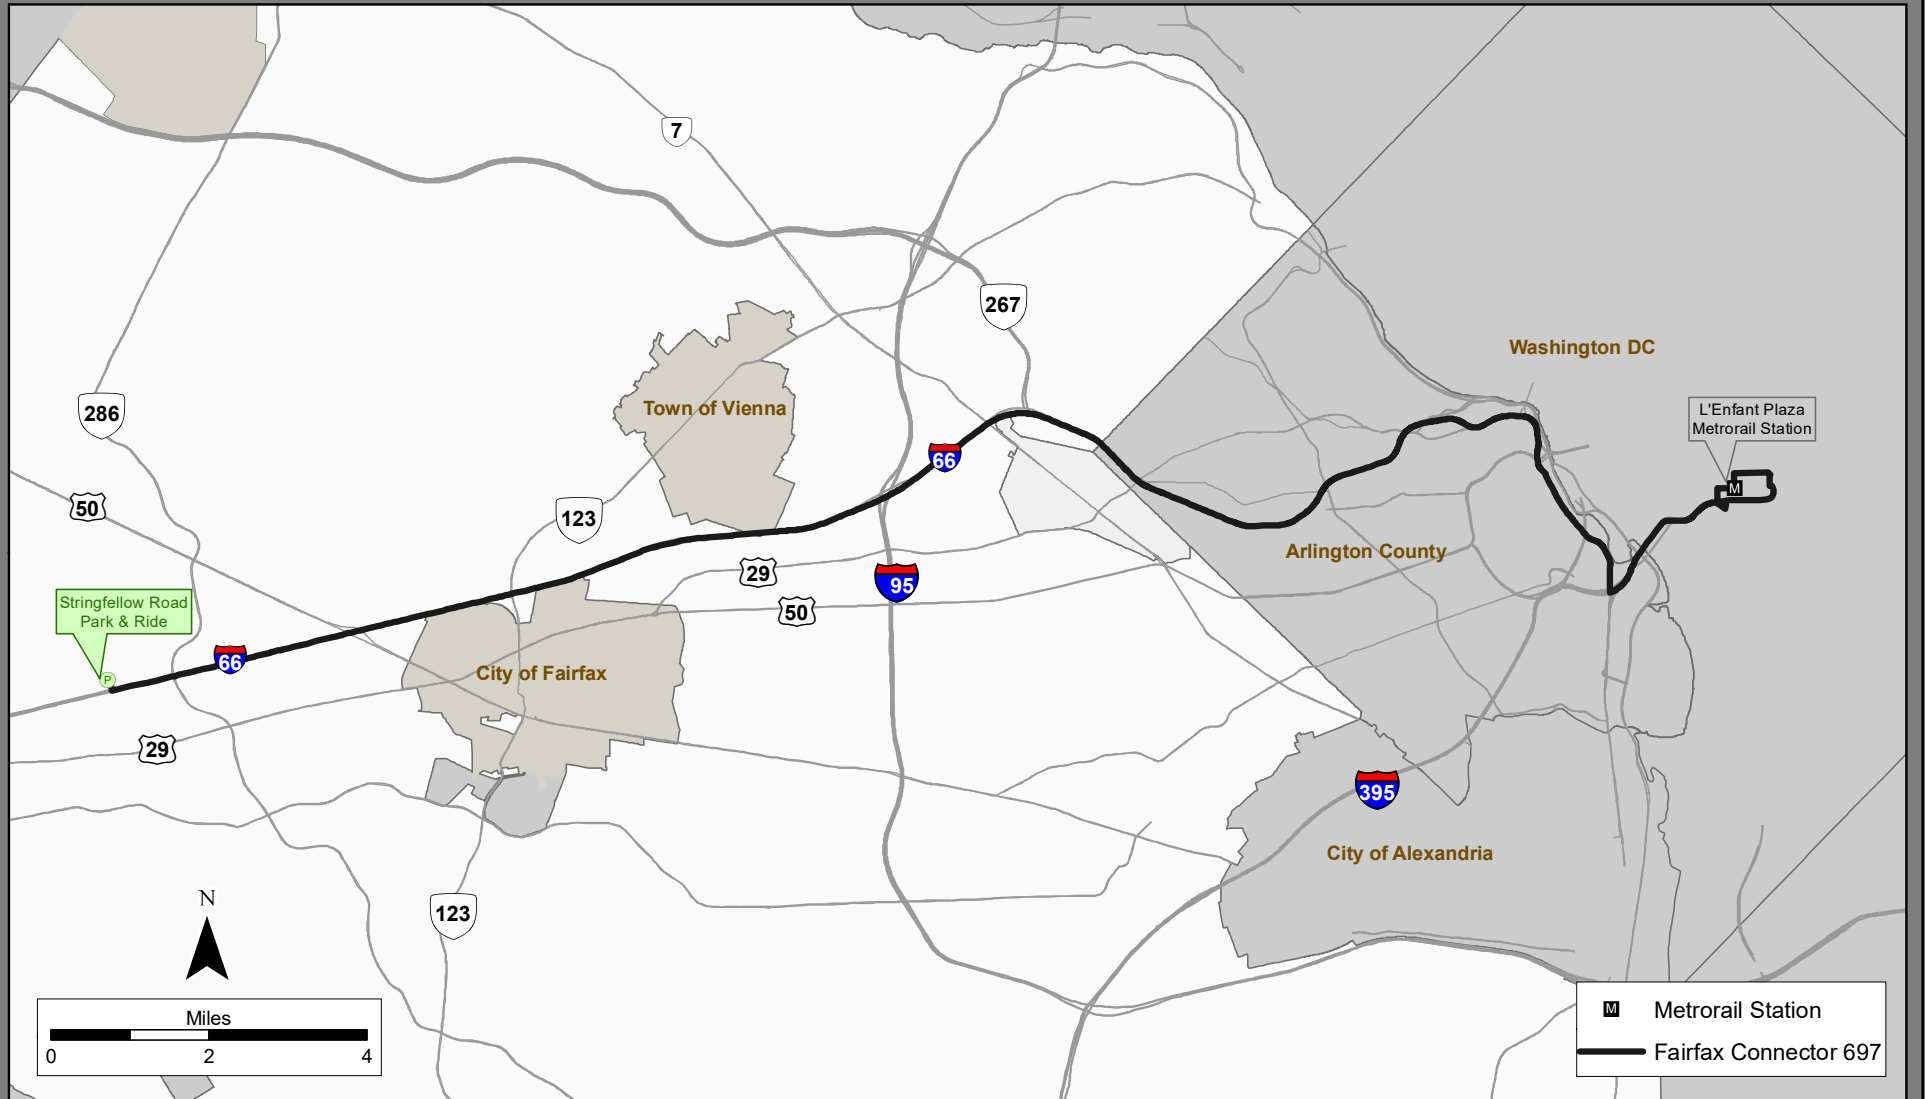 7
267
Washington DC
286
Town of Vienna
L'Enfant Plaza
Metrorail Station
M
66
50
123
Arlington County
29
95
50
Stringfellow Road
Park & Ride
P
66
City of Fairfax
29
395
City of Alexandria
N
123
Miles
0 2 4
M Metrorail Station
Fairfax Connector 697